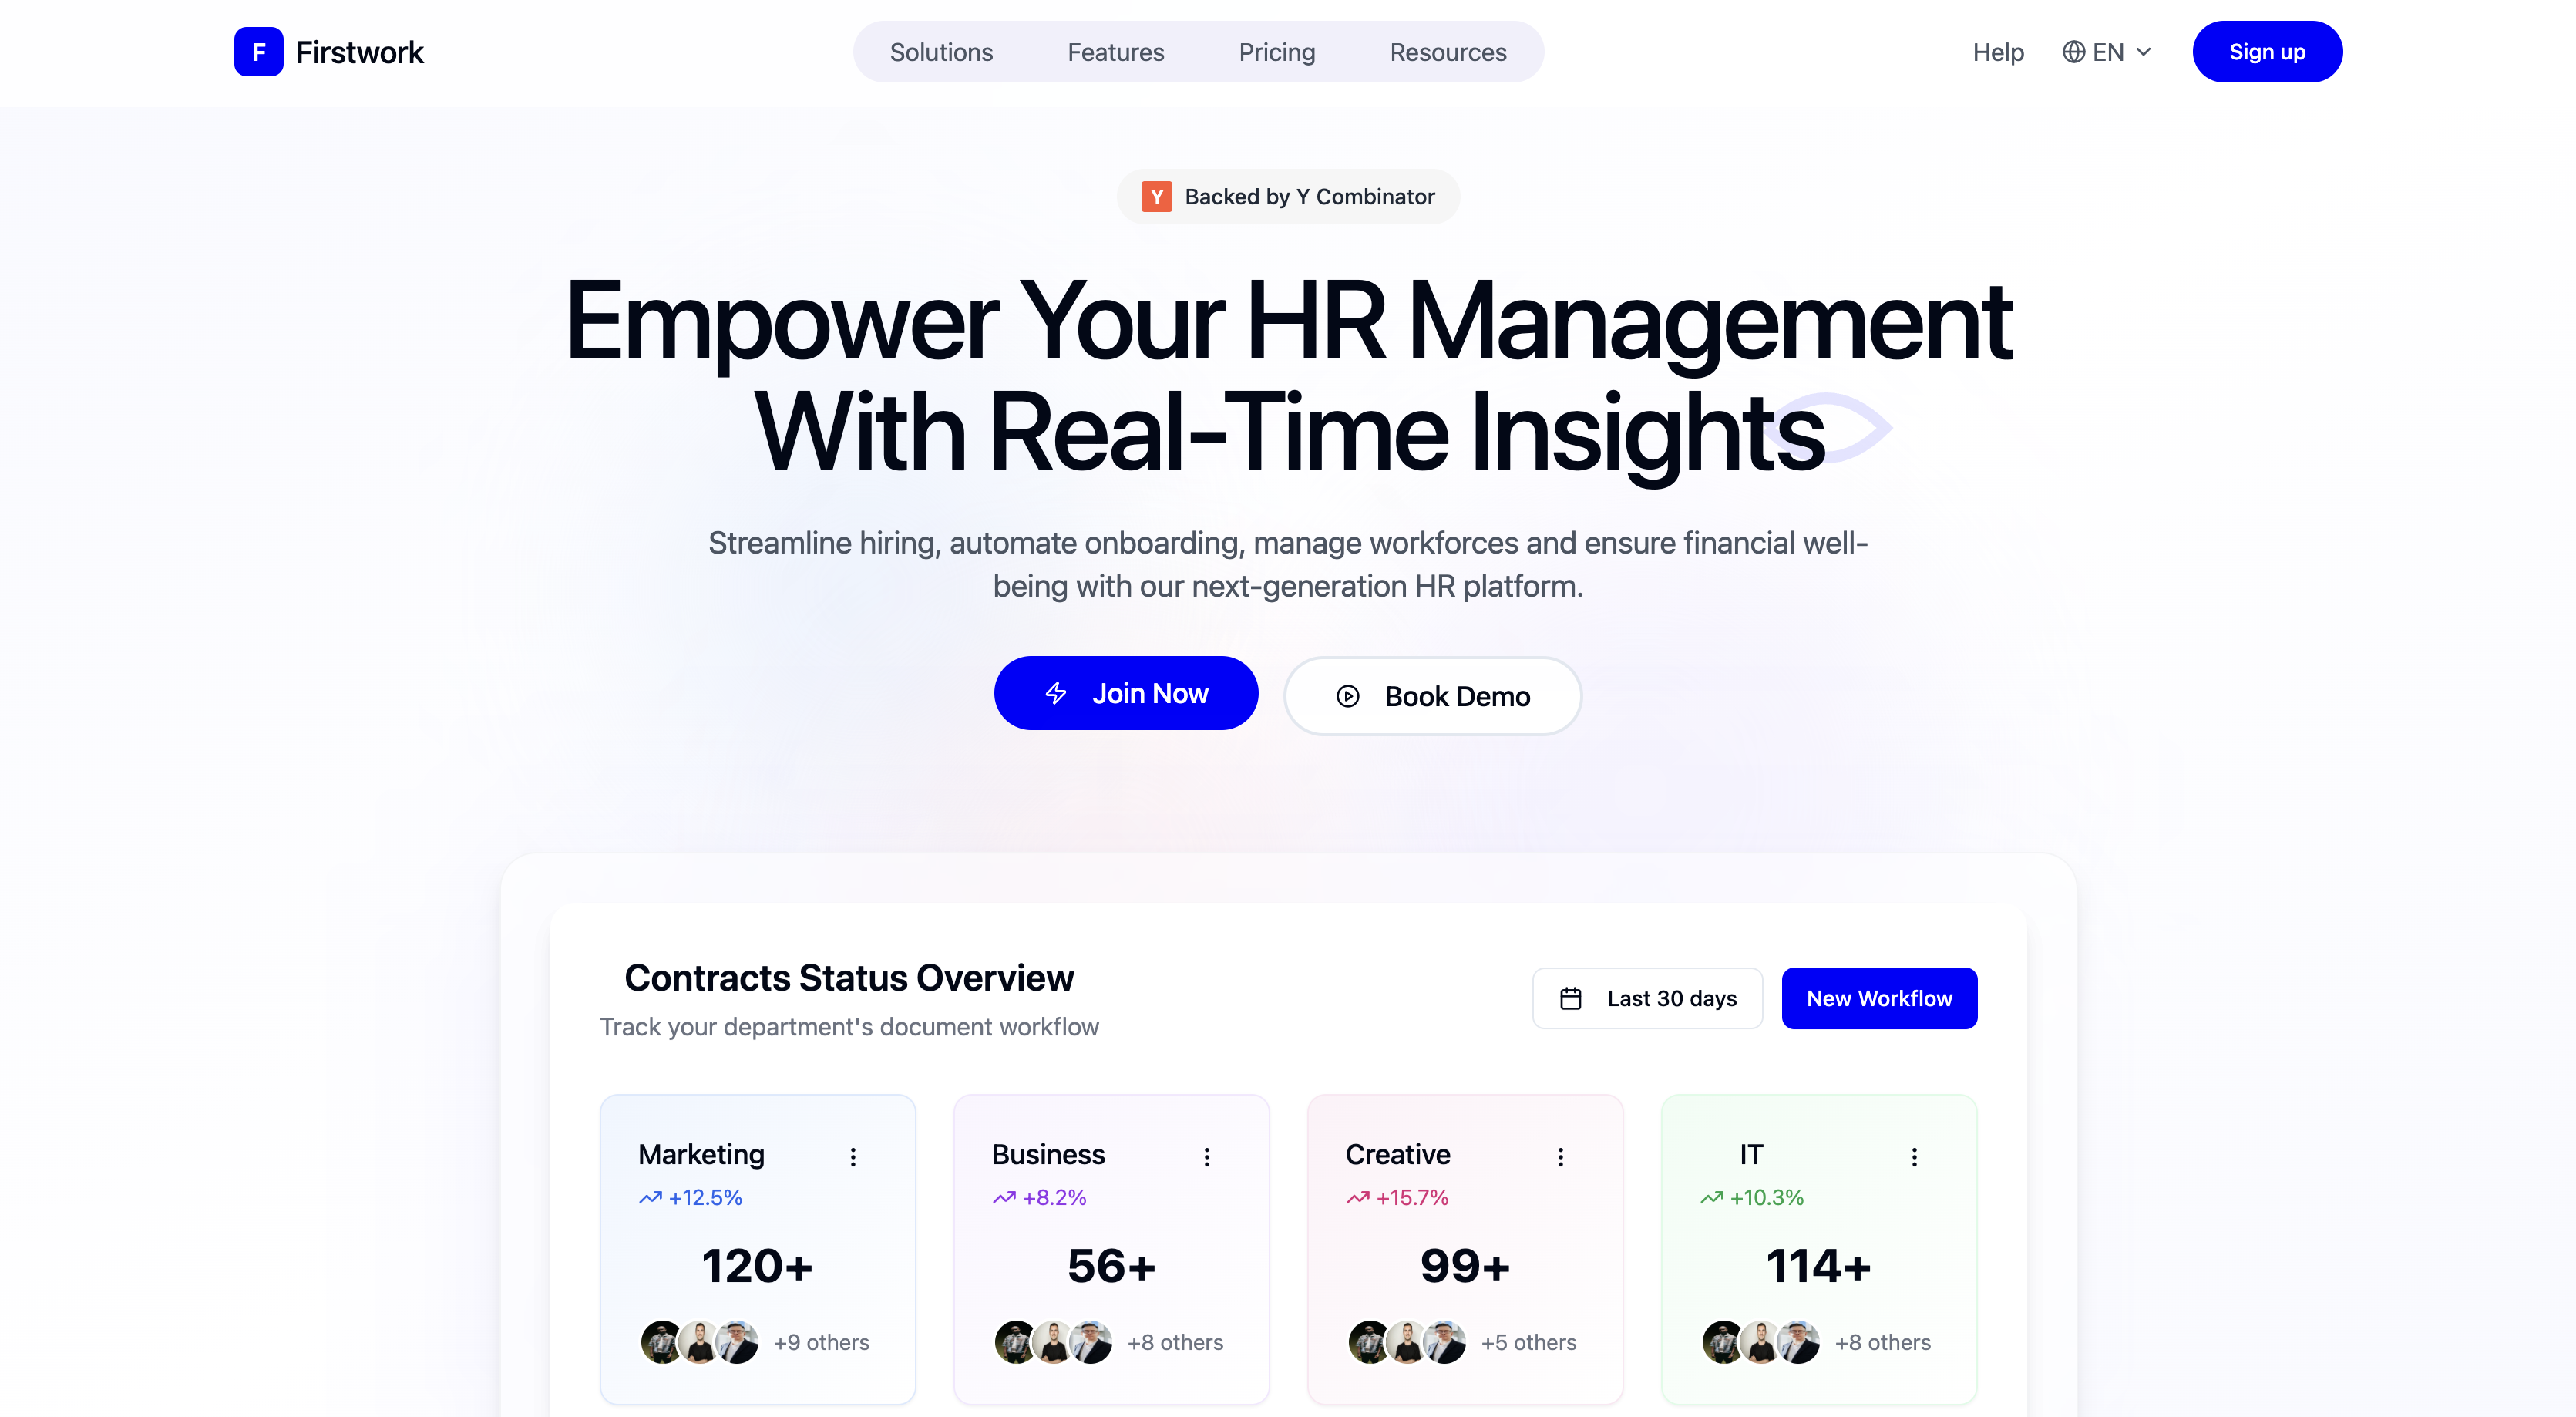 F Firstwork
Solutions Features Pricing Resources
Help EN Sign up
Y Backed by Y Combinator
Empower Your HR Management
With Real-Time Insights
Streamline hiring, automate onboarding, manage workforces and ensure financial well-
being with our next-generation HR platform.
Join Now Book Demo
Contracts Status Overview
Track your department's document workflow
Last 30 days New Workflow
Marketing
+12.5%
120+
+9 others
Business
+8.2%
56+
+8 others
Creative
+15.7%
99+
+5 others
IT
+10.3%
114+
+8 others